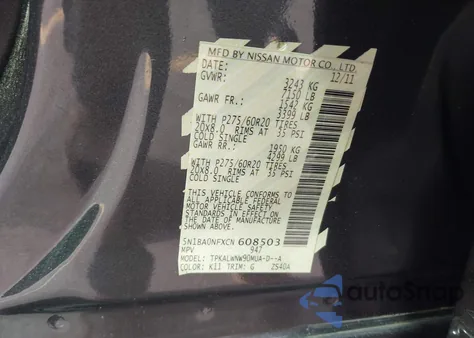 MFD BY NISSAN MOTOR CO., LTD.
DATE: 12/11
GVWR: 3243 KG
7150 LB
GAWR FR.: 1542 KG
3399 LB
WITH P275/60R20 TIRES
20X8.0 RIMS AT 35 PSI
COLD SINGLE
GAWR RR.: 1950 KG
4299 LB
WITH P275/60R20 TIRES
20X8.0 RIMS AT 35 PSI
COLD SINGLE
THIS VEHICLE CONFORMS TO ALL
APPLICABLE FEDERAL
MOTOR VEHICLE SAFETY STANDARDS
IN EFFECT ON THE DATE OF
MANUFACTURE SHOWN ABOVE.
5N1BA0NFXCN608503
MPV 947
MODEL: TPKALWNW90MUA-D--A
COLOR: K11 TRIM: G ZS40A
autoSnap